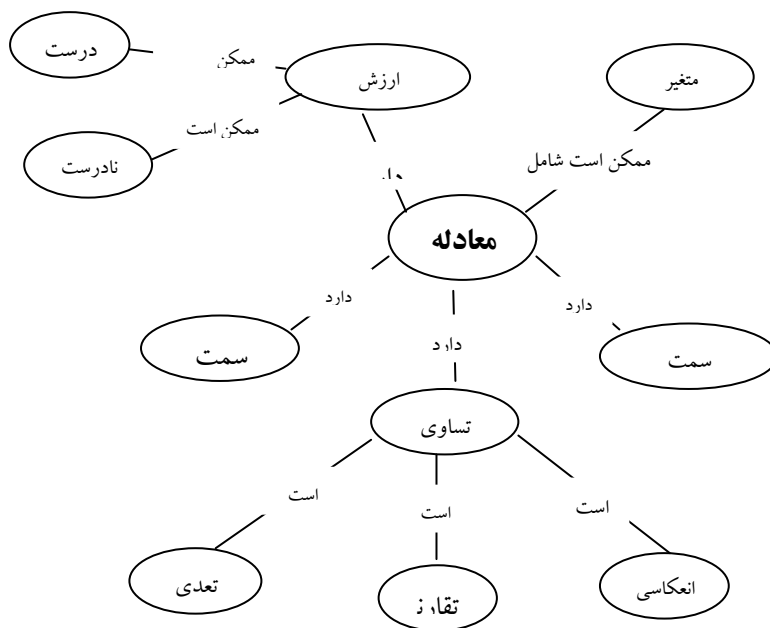 درست
ممکن
ارزش
متغیر
ممکن است
نادرست
ممکن است شامل
معادله
دارد
دارد
سمت
دارد
سمت
تساوی
است
است
است
تعدی
تقارن
انعکاسی